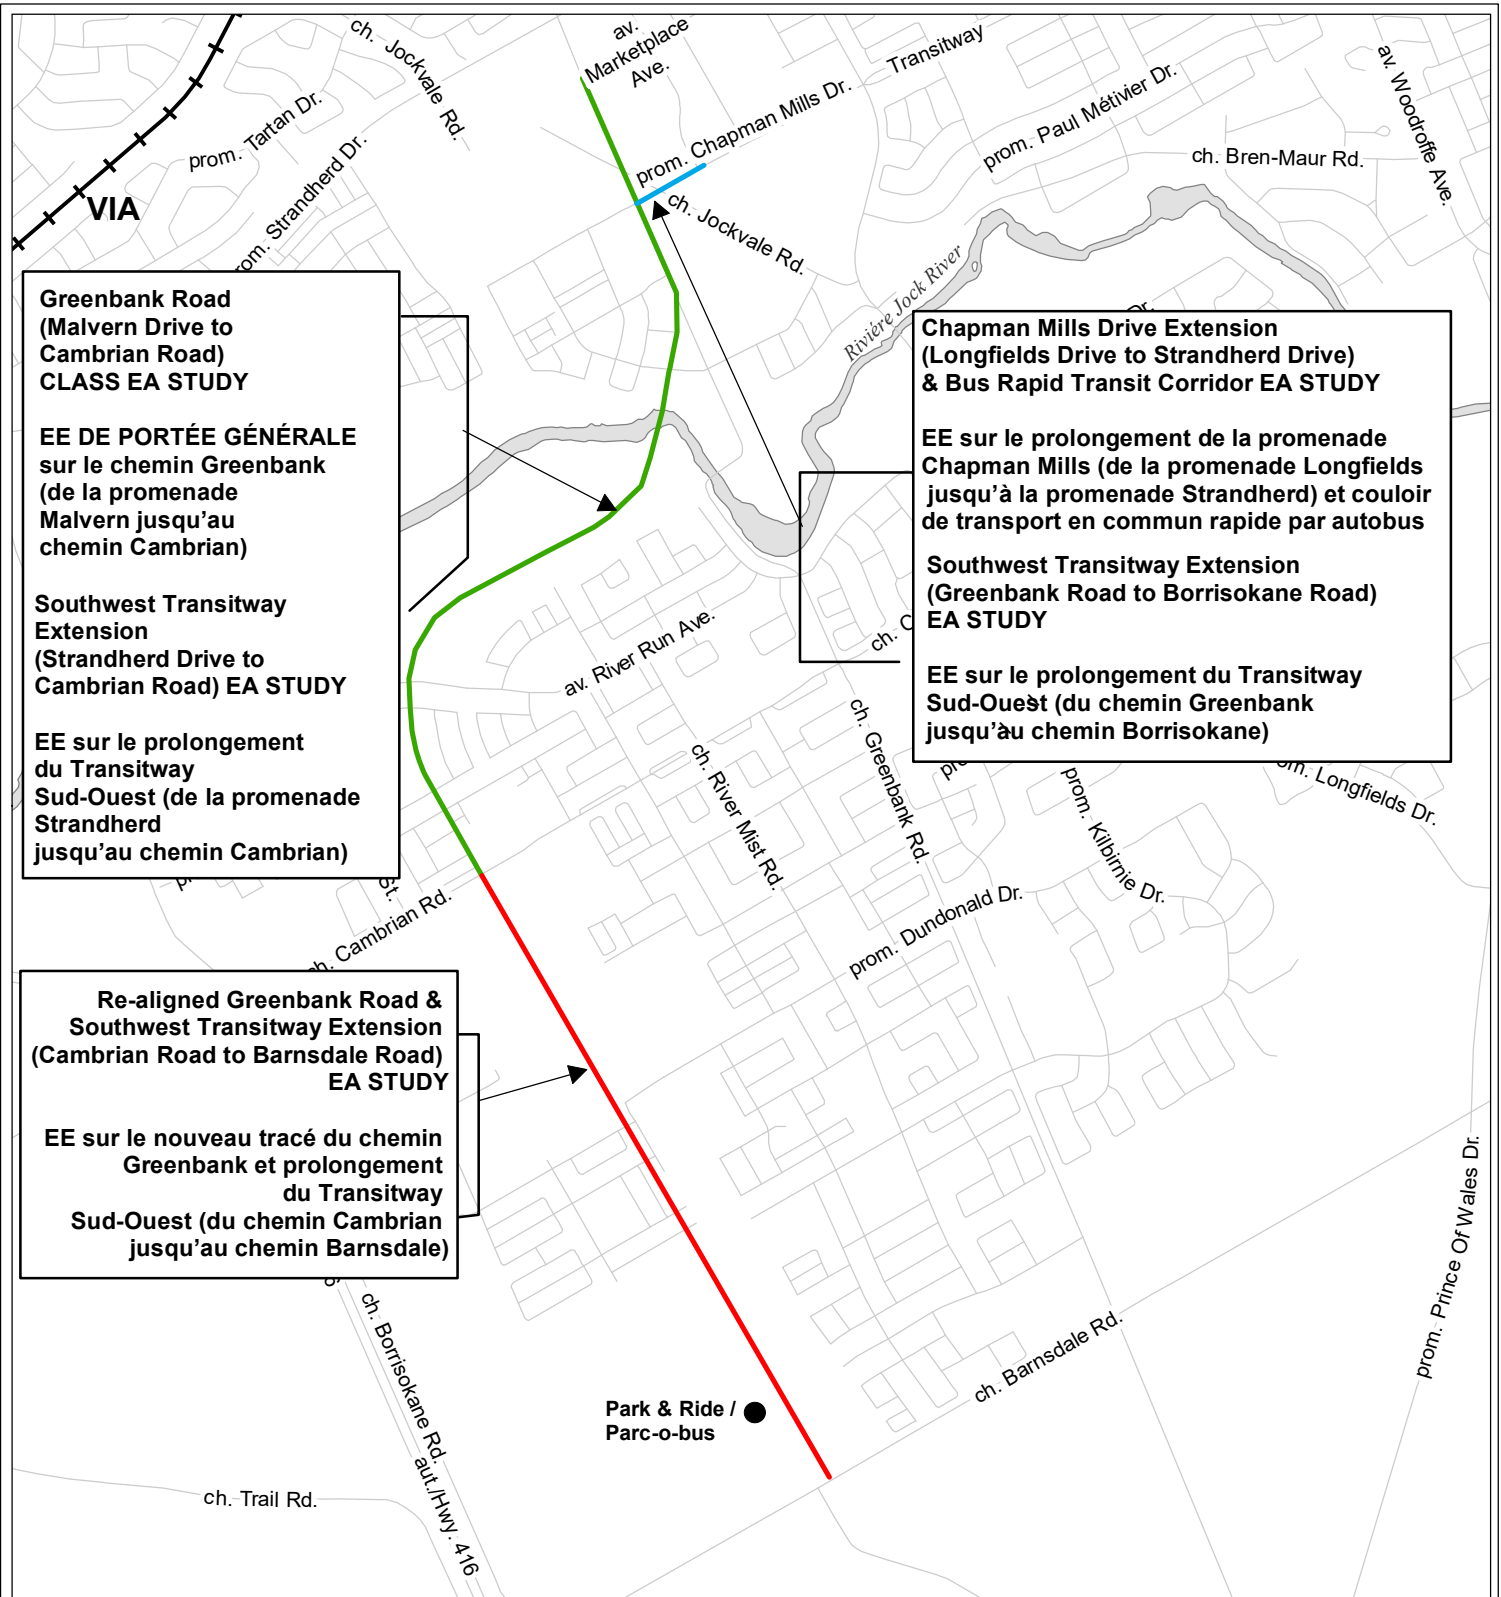 av.
Marketplace
Ave.
ch. Jockvale Rd.
Transitway
av. Woodroffe Ave.
prom. Tartan Dr.
prom. Chapman Mills Dr.
prom. Paul Métivier Dr.
ch. Bren-Maur Rd.
VIA
prom. Strandherd Dr.
ch. Jockvale Rd.
Rivière Jock River
Dr.
Greenbank Road
(Malvern Drive to
Cambrian Road)
CLASS EA STUDY
EE DE PORTÉE GÉNÉRALE
sur le chemin Greenbank
(de la promenade
Malvern jusqu'au
chemin Cambrian)
Southwest Transitway
Extension
(Strandherd Drive to
Cambrian Road) EA STUDY
EE sur le prolongement
du Transitway
Sud-Ouest (de la promenade
Strandherd
jusqu'au chemin Cambrian)
Chapman Mills Drive Extension
(Longfields Drive to Strandherd Drive)
& Bus Rapid Transit Corridor EA STUDY
EE sur le prolongement de la promenade
Chapman Mills (de la promenade Longfields
jusqu'à la promenade Strandherd) et couloir
de transport en commun rapide par autobus
Southwest Transitway Extension
(Greenbank Road to Borrisokane Road)
EA STUDY
EE sur le prolongement du Transitway
Sud-Ouest (du chemin Greenbank
jusqu'au chemin Borrisokane)
av. River Run Ave.
ch. C
ch. River Mist Rd.
ch. Greenbank Rd.
prom. Kilbirnie Dr.
om. Longfields Dr.
St.
ch. Cambrian Rd.
prom. Dundonald Dr.
Re-aligned Greenbank Road &
Southwest Transitway Extension
(Cambrian Road to Barnsdale Road)
EA STUDY
EE sur le nouveau tracé du chemin
Greenbank et prolongement
du Transitway
Sud-Ouest (du chemin Cambrian
jusqu'au chemin Barnsdale)
ch. Borrisokane Rd.
aut./Hwy. 416
ch. Trail Rd.
Park & Ride /
Parc-o-bus
ch. Barnsdale Rd.
prom. Prince Of Wales Dr.